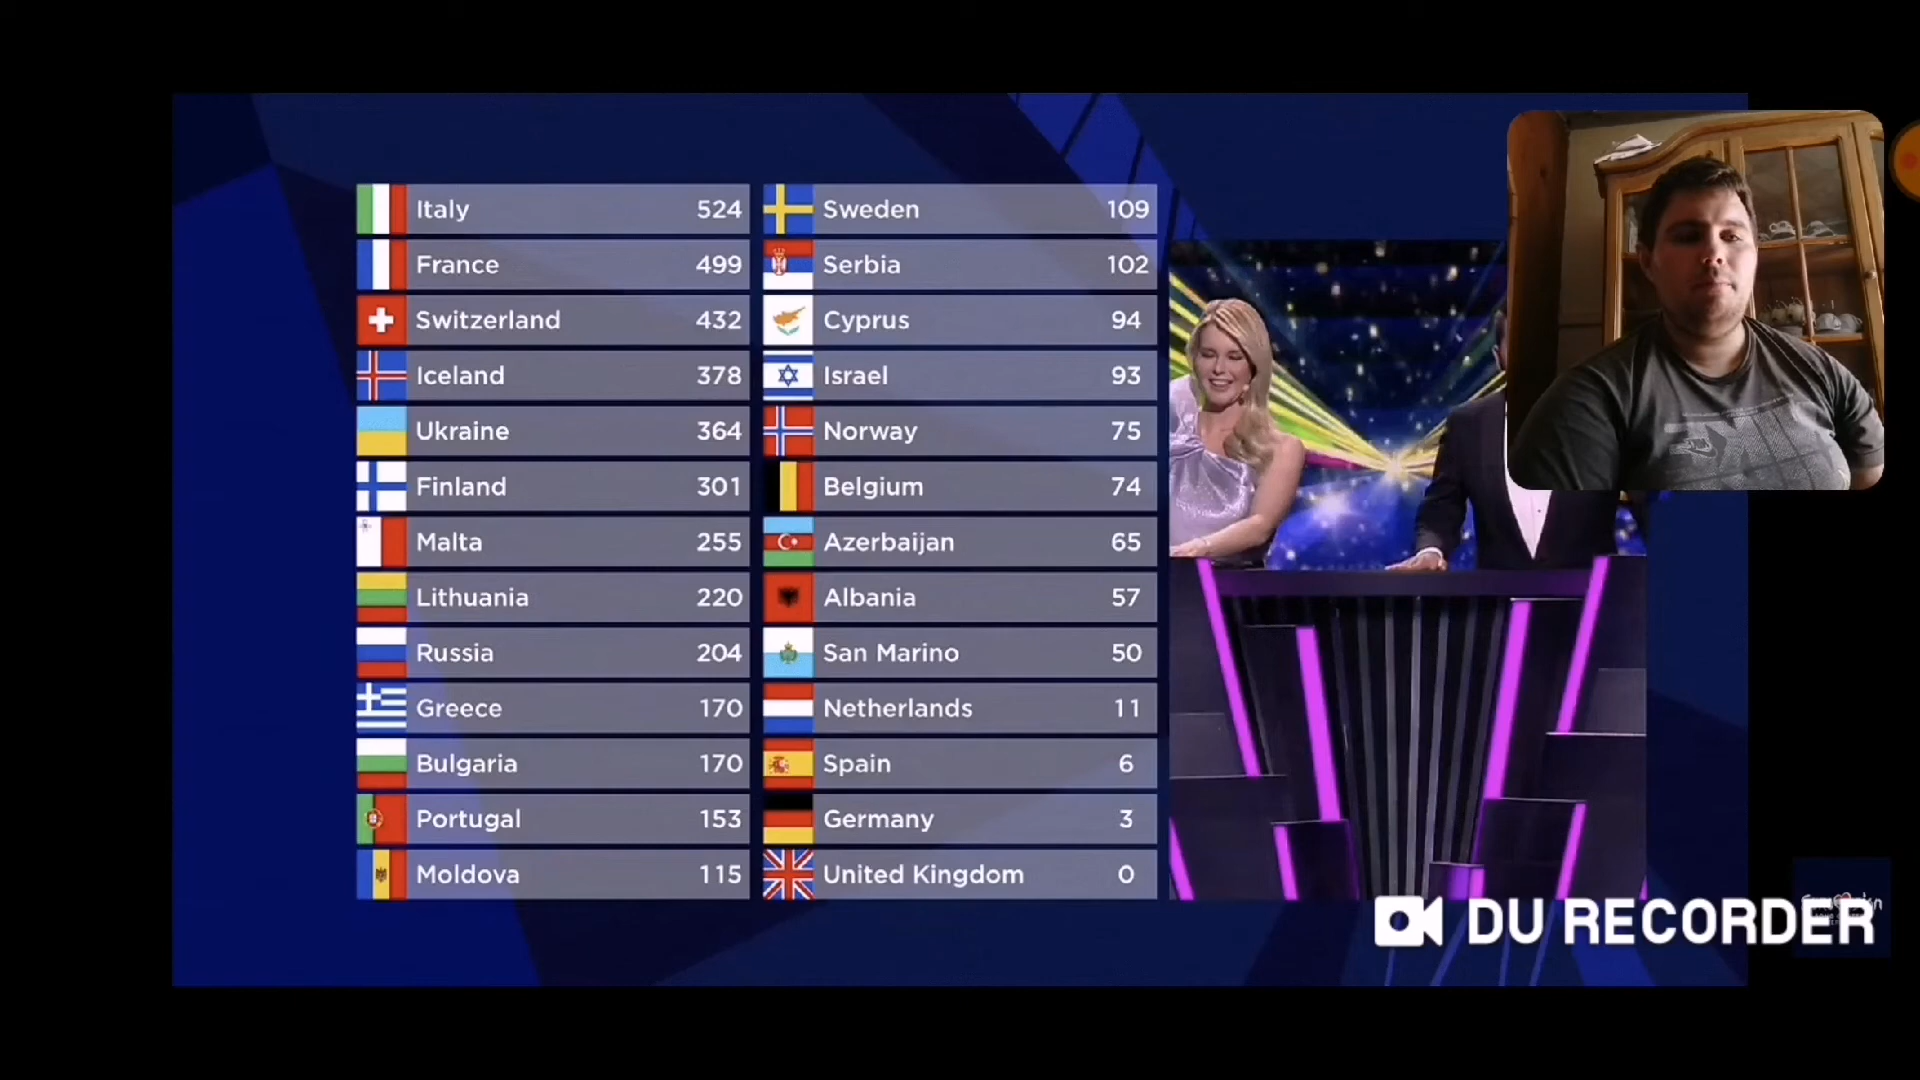 Italy 524
France 499
Switzerland 432
Iceland 378
Ukraine 364
Finland 301
Malta 255
Lithuania 220
Russia 204
Greece 170
Bulgaria 170
Portugal 153
Moldova 115
Sweden 109
Serbia 102
Cyprus 94
Israel 93
Norway 75
Belgium 74
Azerbaijan 65
Albania 57
San Marino 50
Netherlands 11
Spain 6
Germany 3
United Kingdom 0
DU RECORDER